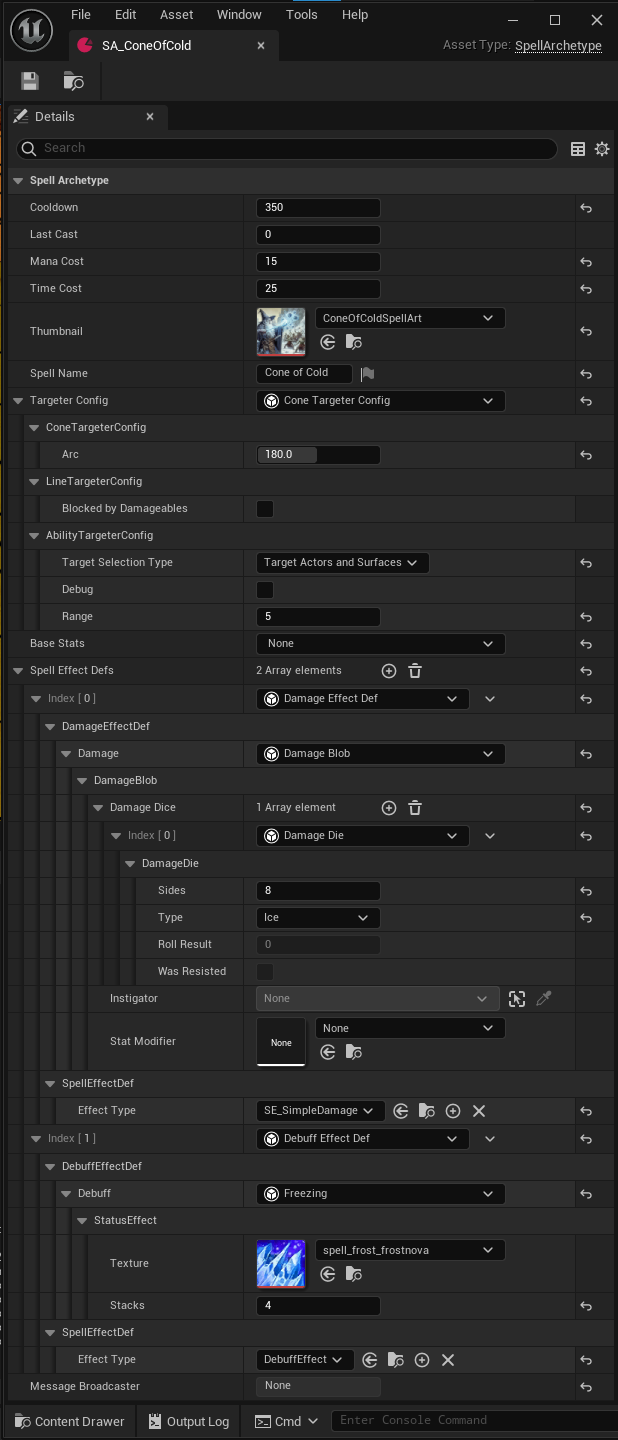 File Edit Asset Window Tools Help
SA_ConeOfCold
Asset Type: SpellArchetype
Details
Search
Spell Archetype
Cooldown 350
Last Cast 0
Mana Cost 15
Time Cost 25
Thumbnail ConeOfColdSpellArt
Spell Name Cone of Cold
Targeter Config Cone Targeter Config
ConeTargeterConfig
Arc 180.0
LineTargeterConfig
Blocked by Damageables
AbilityTargeterConfig
Target Selection Type Target Actors and Surfaces
Debug
Range 5
Base Stats None
Spell Effect Defs 2 Array elements
Index [ 0 ] Damage Effect Def
DamageEffectDef
Damage Damage Blob
DamageBlob
Damage Dice 1 Array element
Index [ 0 ] Damage Die
DamageDie
Sides 8
Type Ice
Roll Result 0
Was Resisted
Instigator None
Stat Modifier None None
SpellEffectDef
Effect Type SE_SimpleDamage
Index [ 1 ] Debuff Effect Def
DebuffEffectDef
Debuff Freezing
StatusEffect
Texture spell_frost_frostnova
Stacks 4
SpellEffectDef
Effect Type DebuffEffect
Message Broadcaster None
Content Drawer Output Log Cmd Enter Console Command